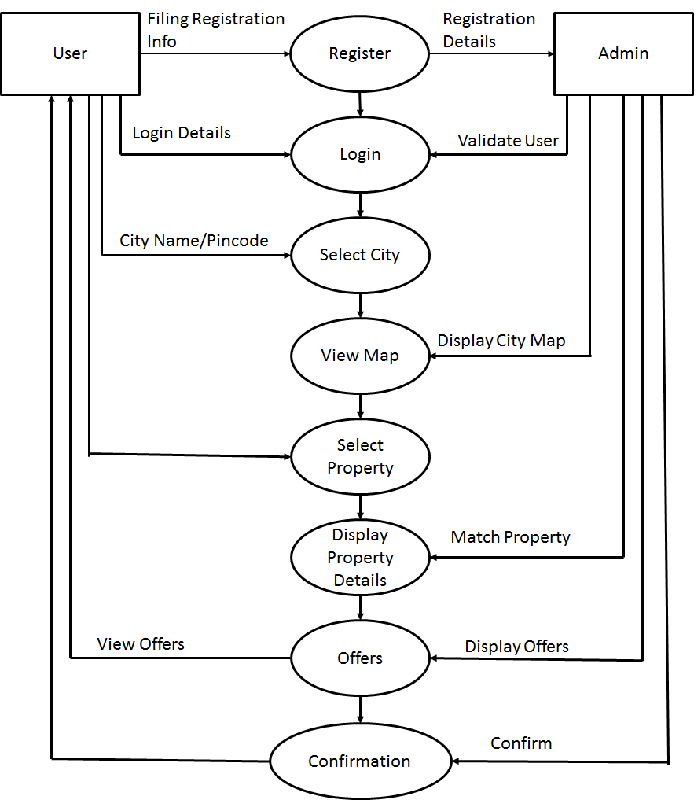 Filing Registration
Info
Registration
Details
User
Register
Admin
Login Details
Login
Validate User
City Name/Pincode
Select City
View Map
Display City Map
Select
Property
Display
Property
Details
Match Property
View Offers
Offers
Display Offers
Confirmation
Confirm